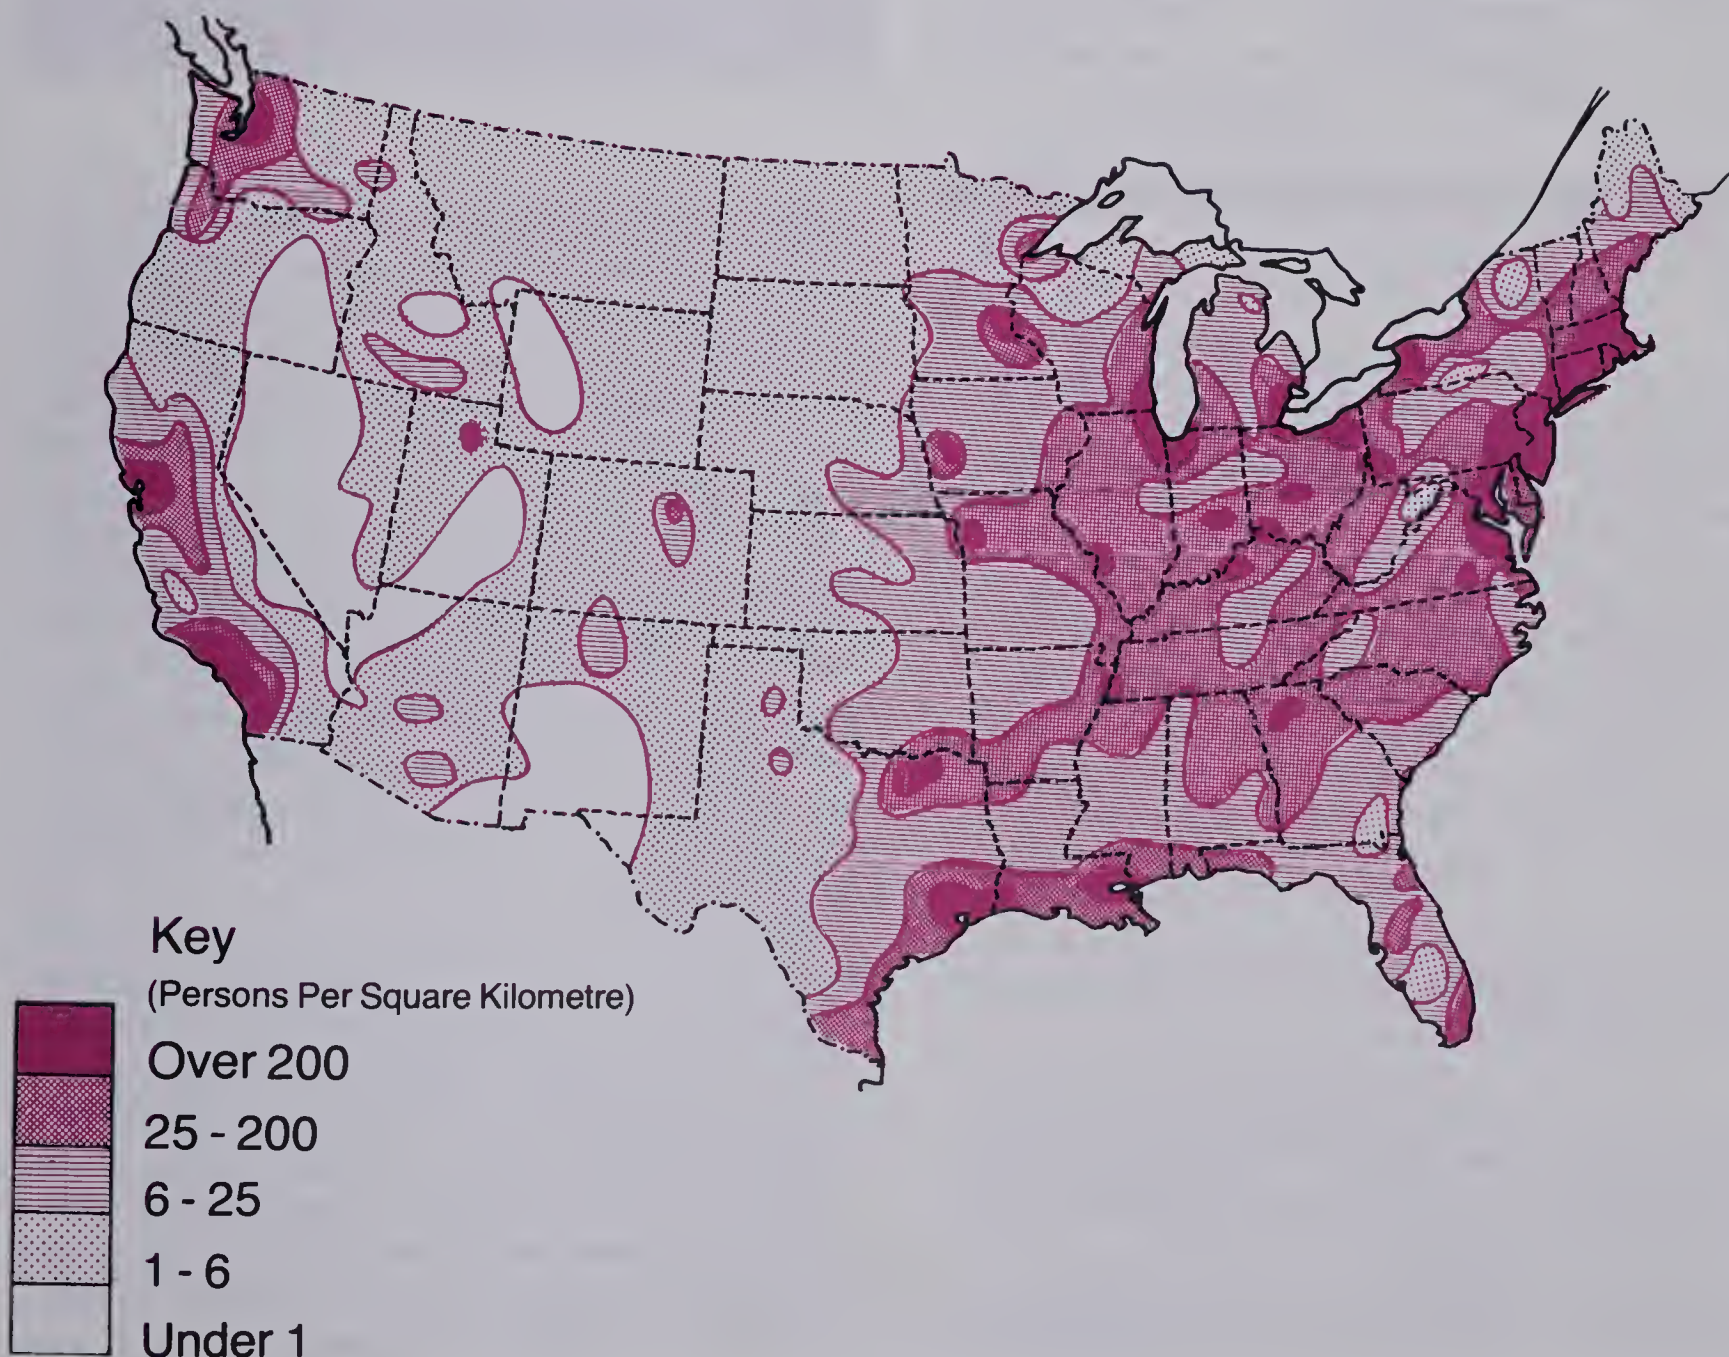 Key
(Persons Per Square Kilometre)
Over 200
25 - 200
6 - 25
1 - 6
Under 1